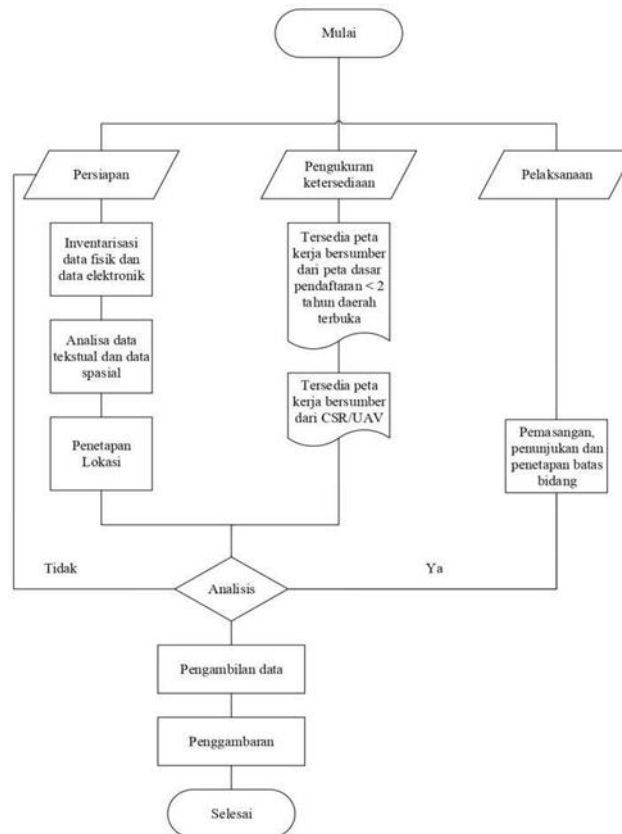 Mulai
Persiapan
Pengukuran
ketersediaan
Pelaksanaan
Inventarisasi
data fisik dan
data elektronik
Tersedia peta
kerja bersumber
dari peta dasar
pendaftaran < 2
tahun daerah
terbuka
Analisa data
tekstual dan data
spasial
Tersedia peta
kerja bersumber
dari CSR/UAV
Penetapan
Lokasi
Pemasangan,
penunjukan dan
penetapan batas
bidang
Tidak
Analisis
Ya
Pengambilan data
Penggambaran
Selesai